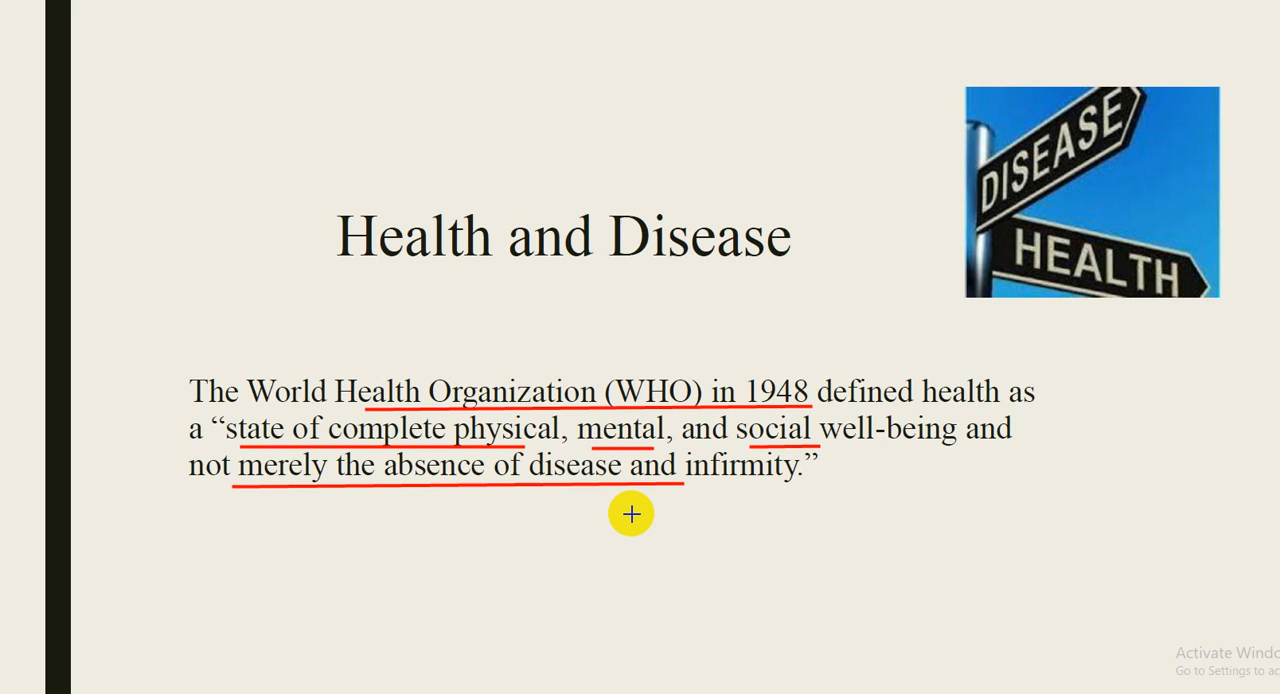 DISEASE
HEALTH
Health and Disease
The World Health Organization (WHO) in 1948 defined health as
a “state of complete physical, mental, and social well-being and
not merely the absence of disease and infirmity.”
Activate Windo
Go to Settings to ac